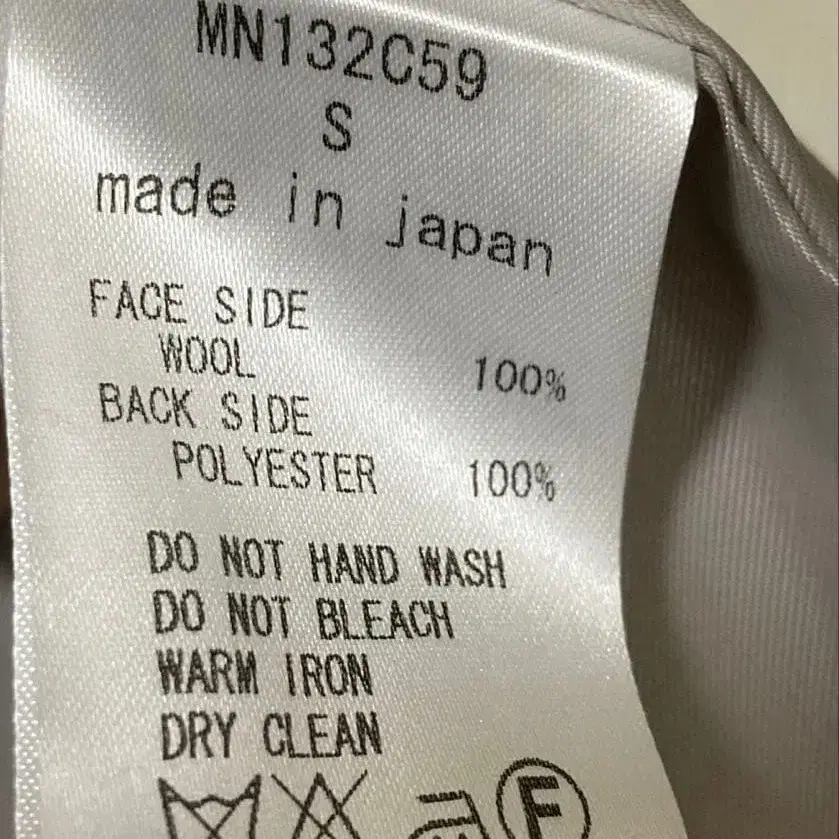 MN132C59
S
made in japan
FACE SIDE
WOOL 100%
BACK SIDE
POLYESTER 100%
DO NOT HAND WASH
DO NOT BLEACH
WARM IRON
DRY CLEAN
F